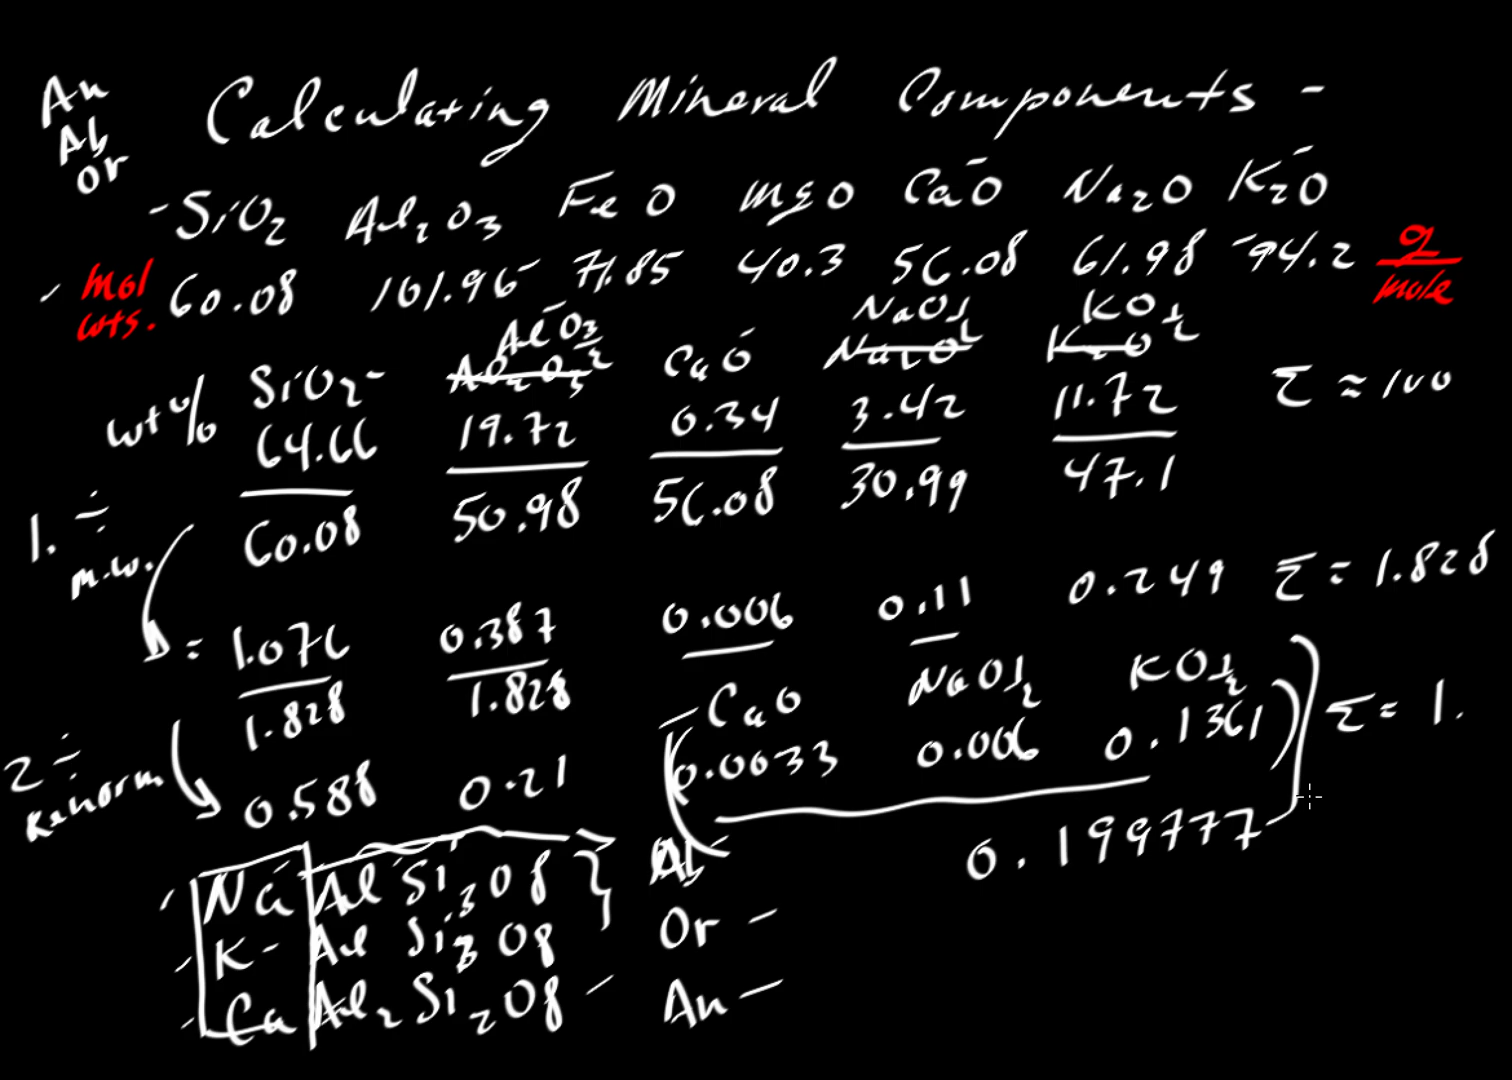 An
Ab
or
Calculating Mineral Components -
- SiO2 Al2O3 FeO MgO CaO Na2O K2O
mol wts. 60.08 101.96 71.85 40.3 56.08 61.98 94.2 g/mole
AlO3/2 NaO1/2 KO1/2
wt% SiO2 Al2O3 CaO Na2O K2O
64.66 19.72 0.34 3.42 11.72 Σ ≈ 100
1. ÷ m.w. 60.08 50.98 56.08 30.99 47.1
= 1.076 0.387 0.006 0.11 0.249 Σ = 1.828
1.828 1.828
CaO NaO1/2 KO1/2
2 ÷ Renorm. 0.588 0.21 0.0033 0.006 0.1361 Σ = 1.
0.199777
Na AlSi3O8 } Ab
K- AlSi3O8 Or -
Ca Al2Si2O8 - An -